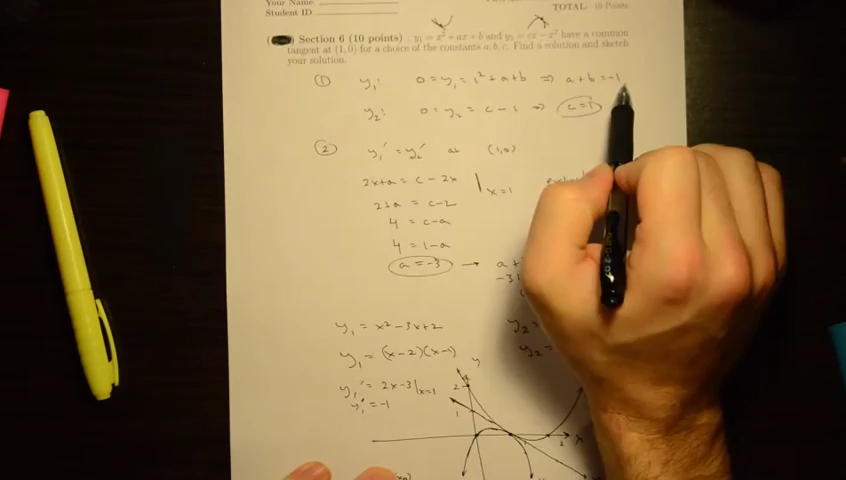 Your Name:
Student ID
TOTAL: 10 Points
Section 6 (10 points) : y₁ = x² + ax + b and y₂ = cx − x² have a common
tangent at (1, 0) for a choice of the constants a, b, c. Find a solution and sketch
your solution.
① y₁: 0 = y₁ = 1² + a + b ⇒ a + b = -1
y₂: 0 = y₂ = c - 1 ⇒ c = 1
② y₁' = y₂' at (1,0)
2x+a = c - 2x | x=1
2+a = c-2
4 = c-a
4 = 1-a
a = -3 → a +
-3
y₁ = x² - 3x + 2
y₂ =
y₁ = (x-2)(x-1)
y₂ =
y
y₁' = 2x-3 | x=1
y₁' = -1
2
1
2
x